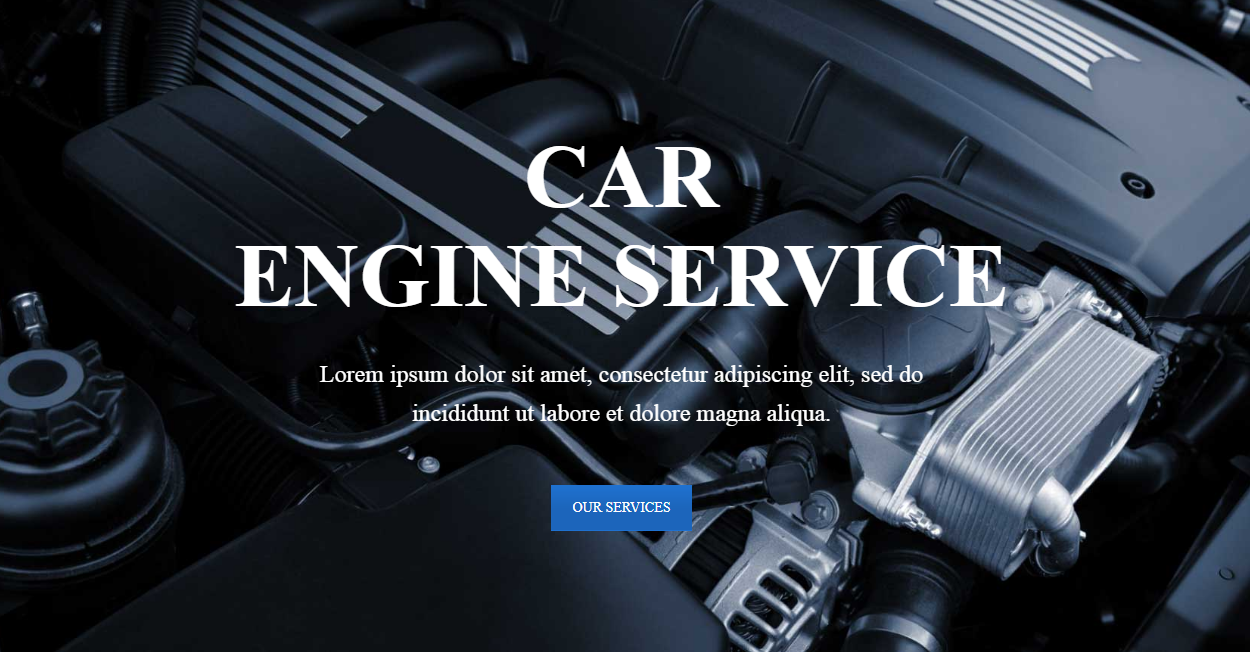 CAR
ENGINE SERVICE
Lorem ipsum dolor sit amet, consectetur adipiscing elit, sed do
incididunt ut labore et dolore magna aliqua.
OUR SERVICES